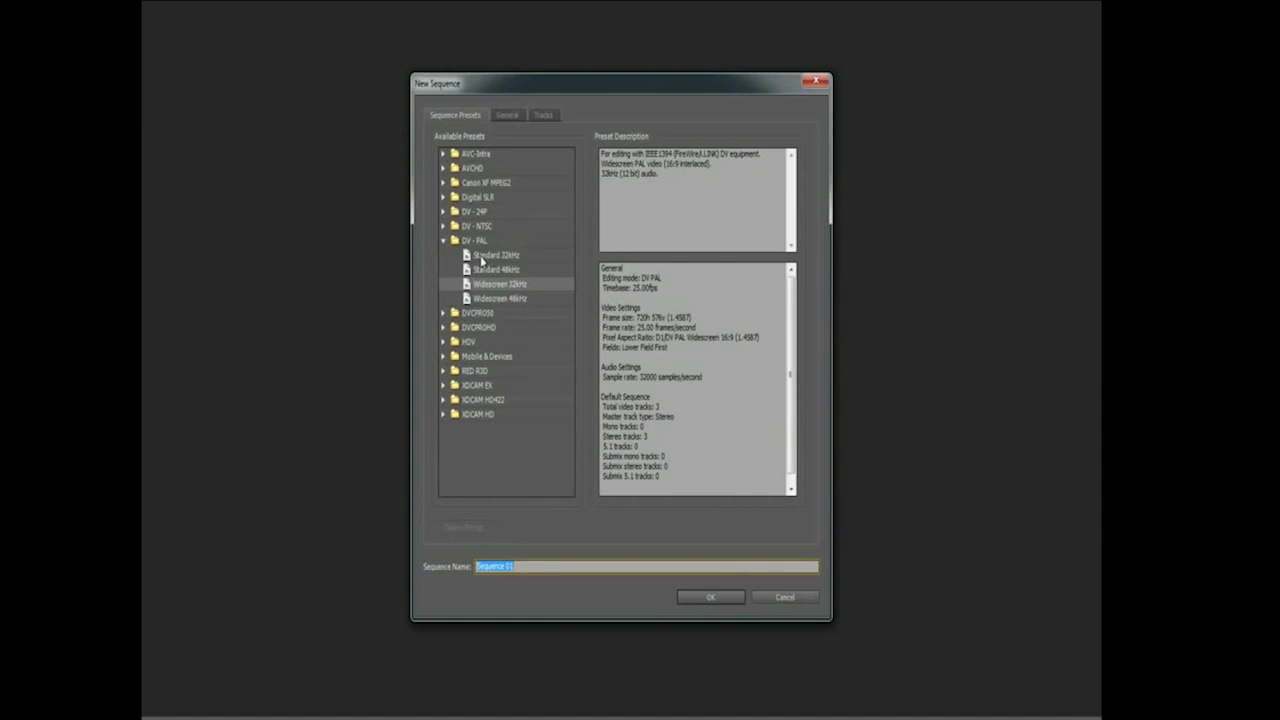 New Sequence
Sequence Presets General Tracks
Available Presets
AVC-Intra
AVCHD
Canon XF MPEG2
Digital SLR
DV - 24P
DV - NTSC
DV - PAL
Standard 32kHz
Standard 48kHz
Widescreen 32kHz
Widescreen 48kHz
DVCPRO50
DVCPROHD
HDV
Mobile & Devices
RED R3D
XDCAM EX
XDCAM HD422
XDCAM HD
Preset Description
For editing with IEEE1394 (FireWire/i.LINK) DV equipment.
Widescreen PAL video (16:9 interlaced).
32kHz (12 bit) audio.
General
Editing mode: DV PAL
Timebase: 25.00fps
Video Settings
Frame size: 720h 576v (1.4587)
Frame rate: 25.00 frames/second
Pixel Aspect Ratio: D1/DV PAL Widescreen 16:9 (1.4587)
Fields: Lower Field First
Audio Settings
Sample rate: 32000 samples/second
Default Sequence
Total video tracks: 3
Master track type: Stereo
Mono tracks: 0
Stereo tracks: 3
5.1 tracks: 0
Submix mono tracks: 0
Submix stereo tracks: 0
Submix 5.1 tracks: 0
Delete Preset
Sequence Name: Sequence 01
OK Cancel